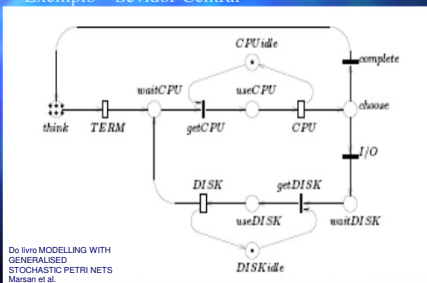 Exemplo - Sevidor Central
CPUidle
complete
waitCPU
useCPU
choose
think
TERM
getCPU
CPU
I/O
DISK
getDISK
useDISK
waitDISK
DISKidle
Do livro MODELLING WITH
GENERALISED
STOCHASTIC PETRI NETS
Marsan et al.